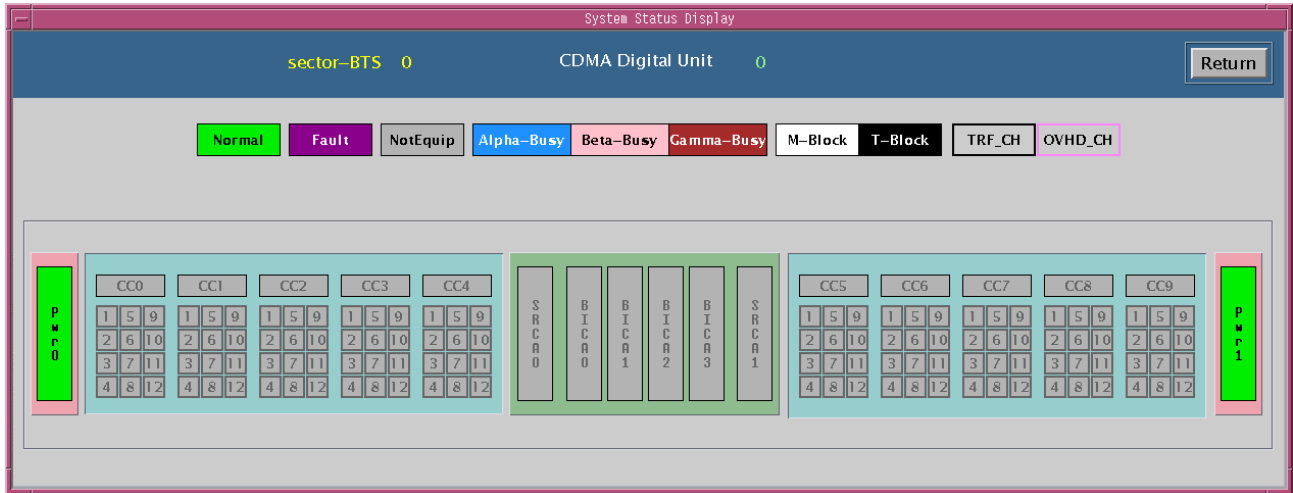 System Status Display
sector-BTS 0 CDMA Digital Unit 0 Return
Normal Fault NotEquip Alpha-Busy Beta-Busy Gamma-Busy M-Block T-Block TRF_CH OVHD_CH
Pwr0
CC0 CC1 CC2 CC3 CC4
1 5 9 1 5 9 1 5 9 1 5 9 1 5 9
2 6 10 2 6 10 2 6 10 2 6 10 2 6 10
3 7 11 3 7 11 3 7 11 3 7 11 3 7 11
4 8 12 4 8 12 4 8 12 4 8 12 4 8 12
SRCA0
BICA0
BICA1
BICA2
BICA3
SRCA1
CC5 CC6 CC7 CC8 CC9
1 5 9 1 5 9 1 5 9 1 5 9 1 5 9
2 6 10 2 6 10 2 6 10 2 6 10 2 6 10
3 7 11 3 7 11 3 7 11 3 7 11 3 7 11
4 8 12 4 8 12 4 8 12 4 8 12 4 8 12
Pwr1